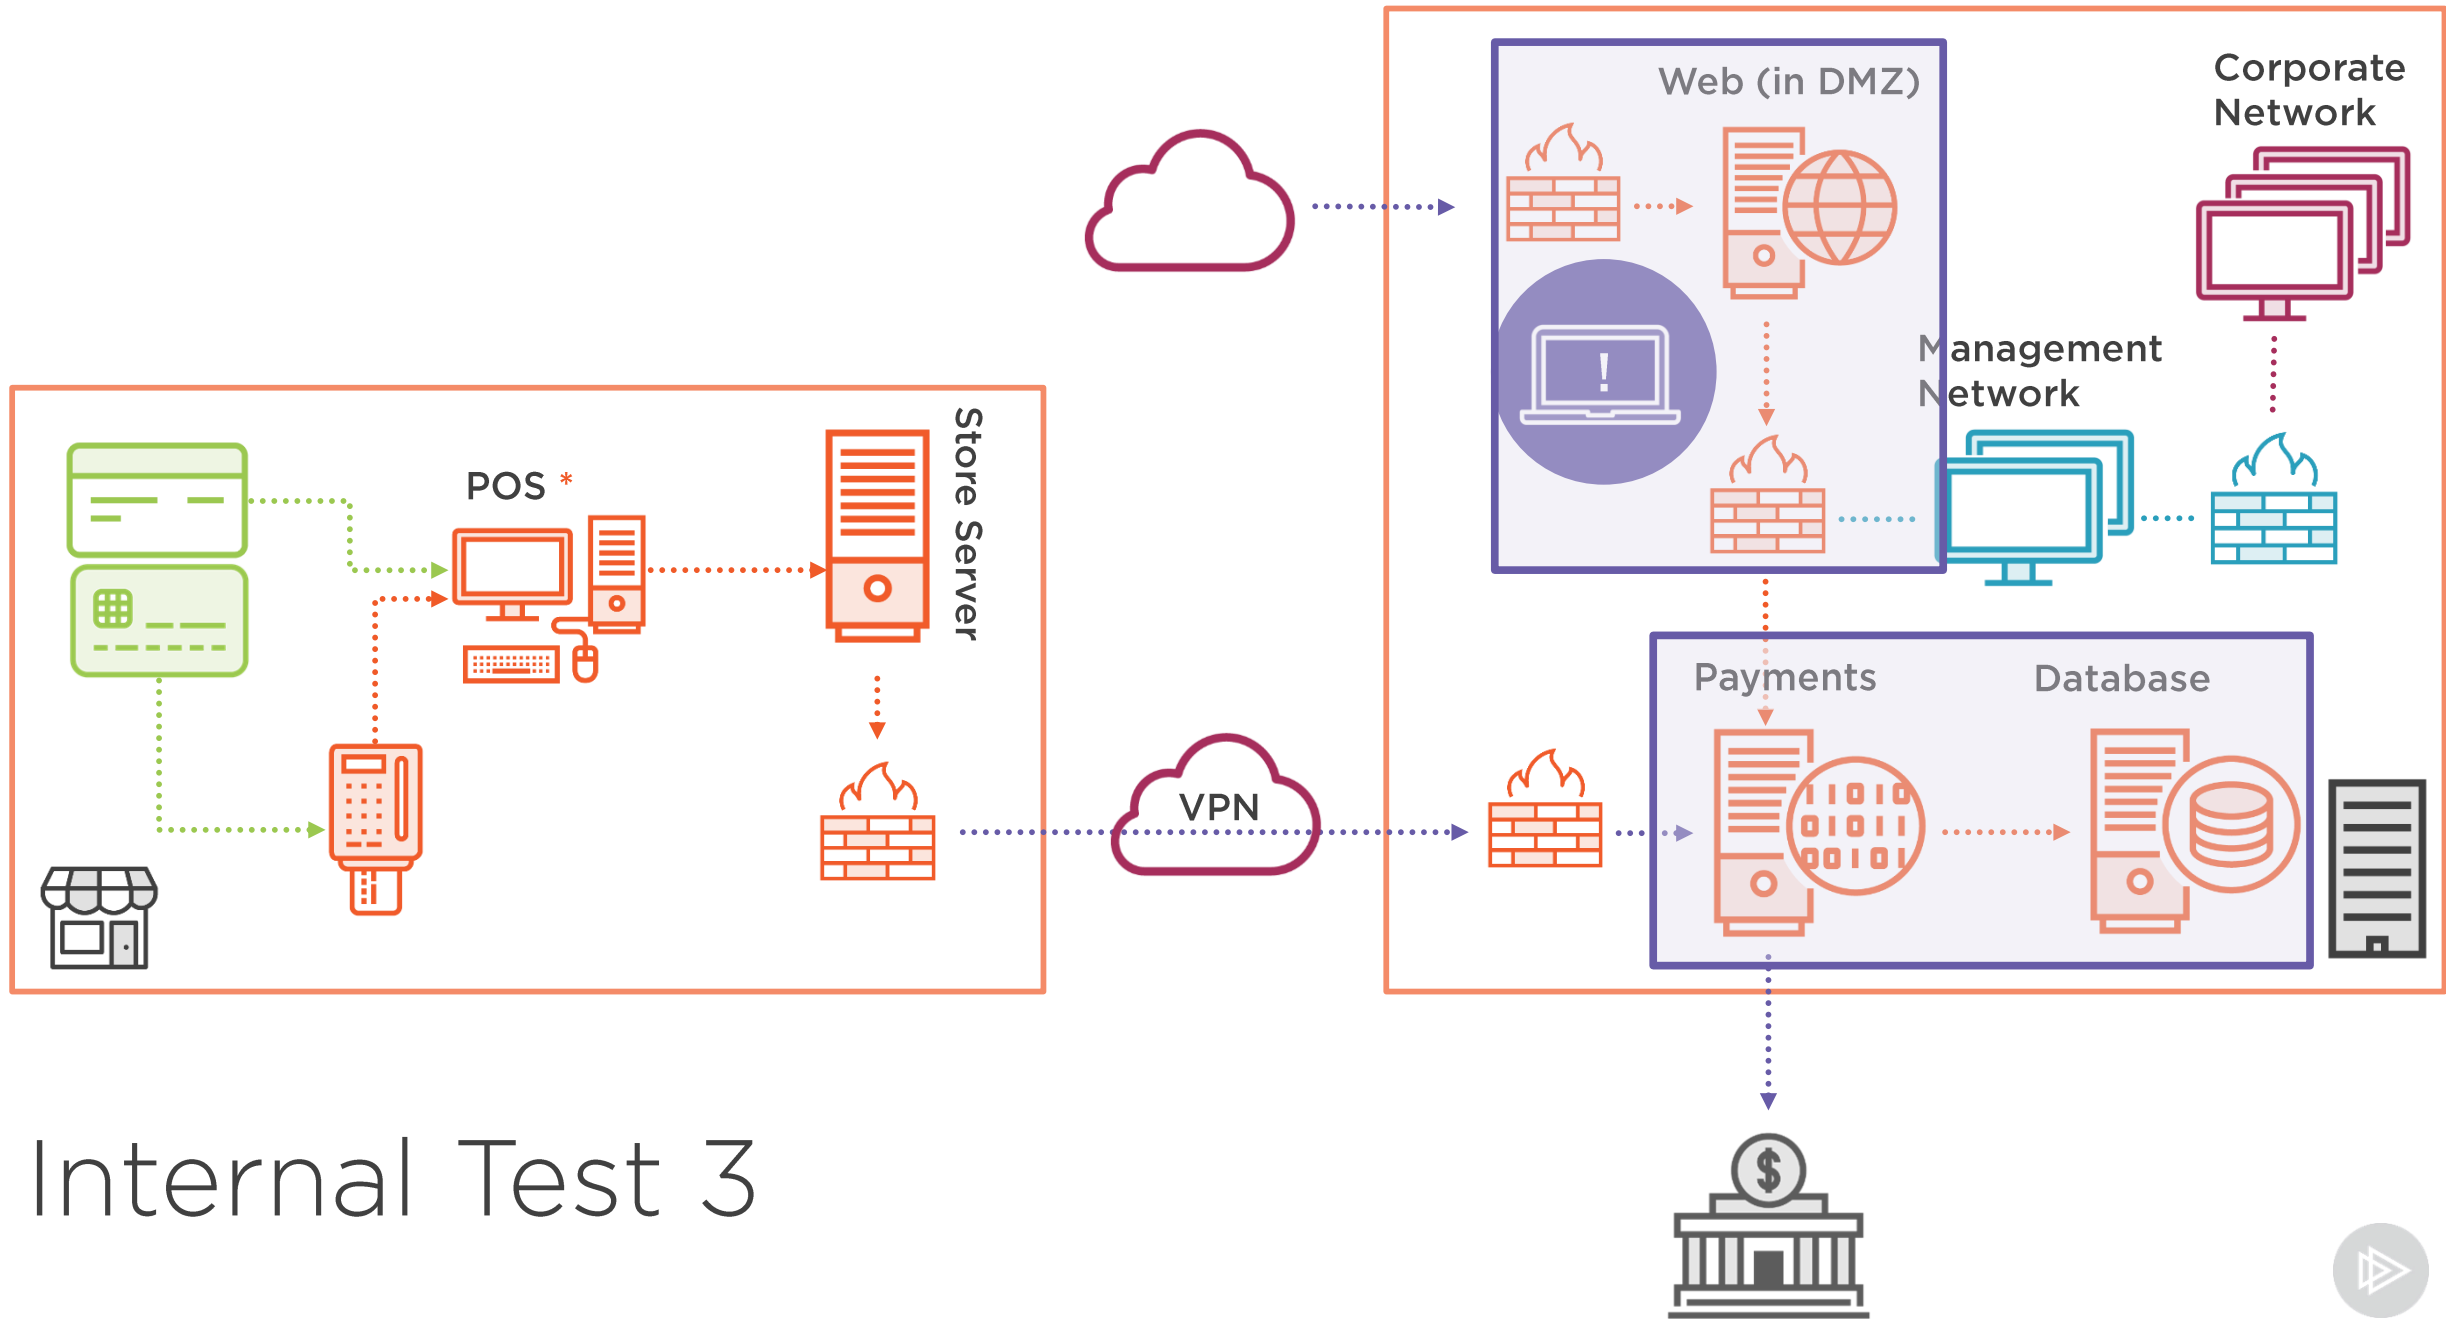 Web (in DMZ)
Corporate
Network
Management
Network
POS *
Store Server
!
Payments
Database
VPN
$
Internal Test 3